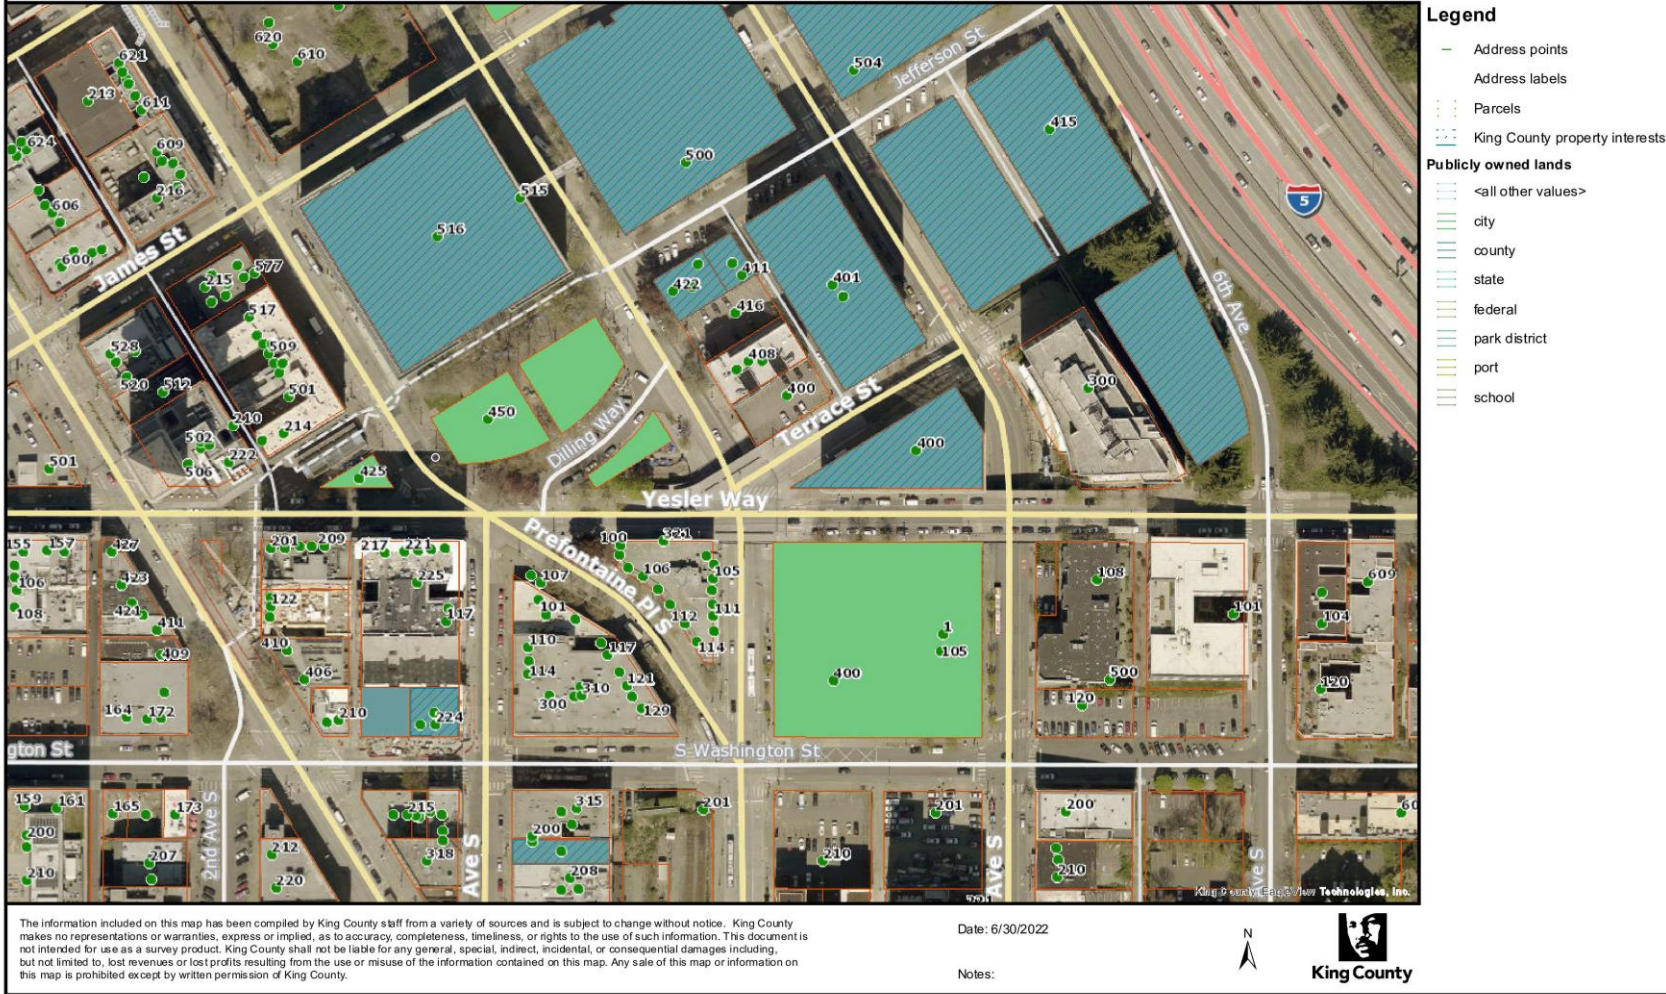 620
610
621
213
611
624
609
216
606
600
James St
504
Jefferson St
415
500
515
516
5
215
577
517
528
509
520
512
501
210
214
502
222
506
501
411
422
401
416
408
400
Terrace St
6th Ave
300
400
450
Dilling Way
425
Yesler Way
Prefontaine Pl S
155
157
427
201
209
217
221
100
321
106
423
225
107
106
105
108
609
108
421
122
117
101
112
111
101
104
411
410
110
117
114
1
409
406
114
121
105
400
500
120
164
172
210
224
300
310
129
120
gton St
S Washington St
159
161
165
173
215
315
201
201
200
60
200
207
212
318
200
210
210
210
220
208
2nd Ave S
Ave S
Ave S
Ave S
King County, EagleView Technologies, Inc.
Legend
Address points
Address labels
Parcels
King County property interests
Publicly owned lands
<all other values>
city
county
state
federal
park district
port
school
The information included on this map has been compiled by King County staff from a variety of sources and is subject to change without notice. King County
makes no representations or warranties, express or implied, as to accuracy, completeness, timeliness, or rights to the use of such information. This document is
not intended for use as a survey product. King County shall not be liable for any general, special, indirect, incidental, or consequential damages including,
but not limited to, lost revenues or lost profits resulting from the use or misuse of the information contained on this map. Any sale of this map or information on
this map is prohibited except by written permission of King County.
Date: 6/30/2022
Notes:
N
King County